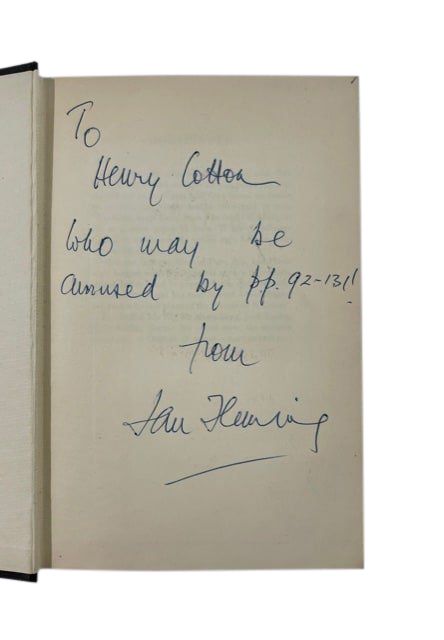 To
Henry Cotton
who may be
amused by pp. 92-131!
from
Ian Fleming